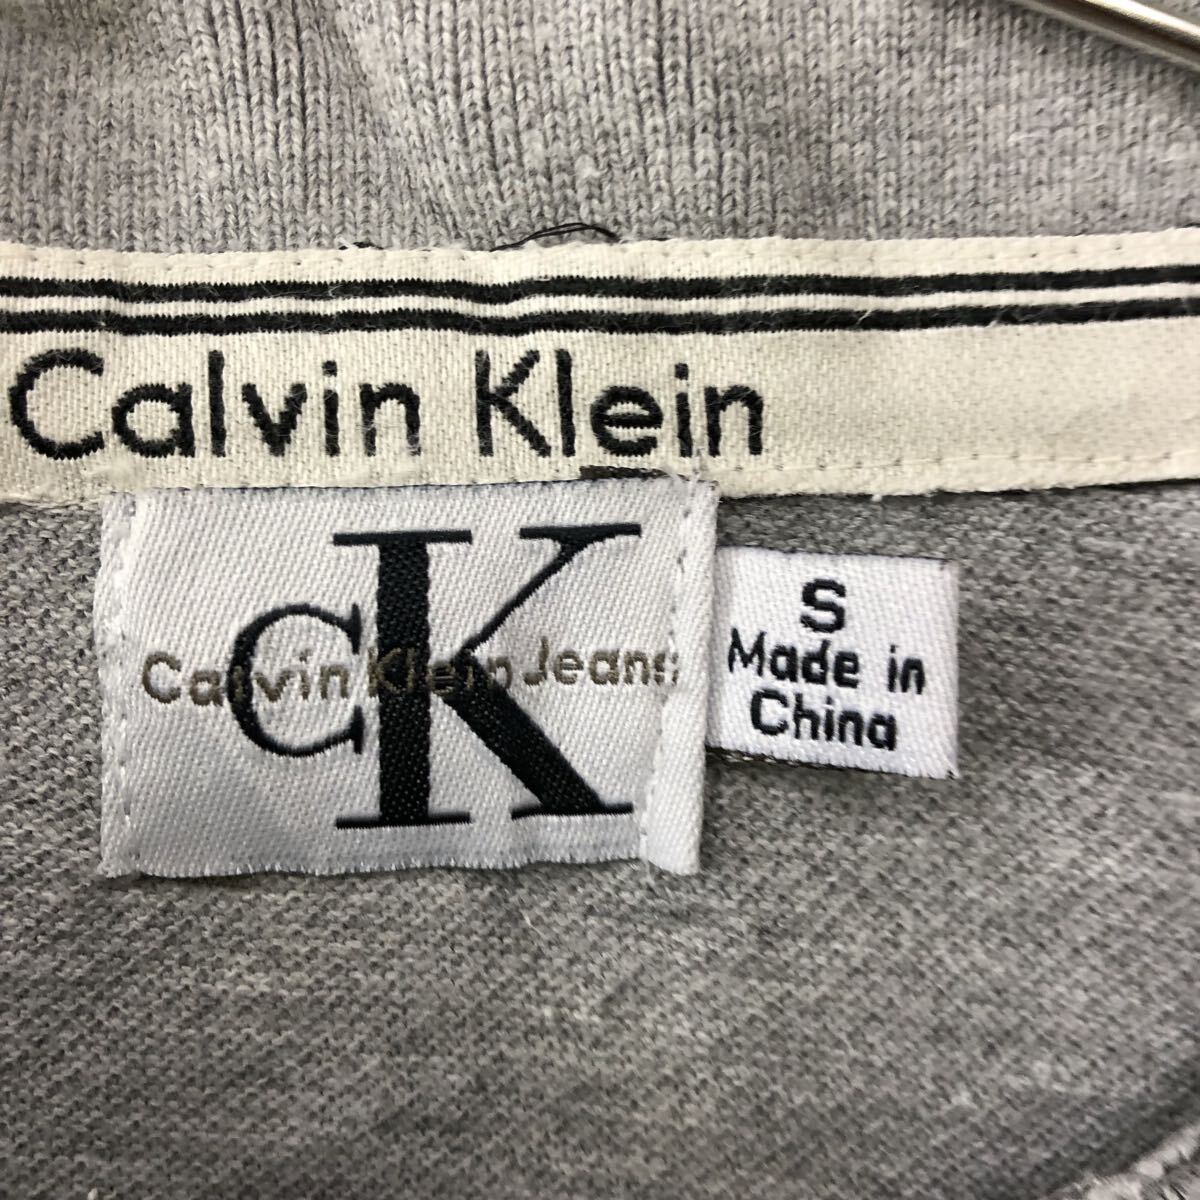 Calvin Klein
CK
Calvin Klein Jeans
S
Made in
China